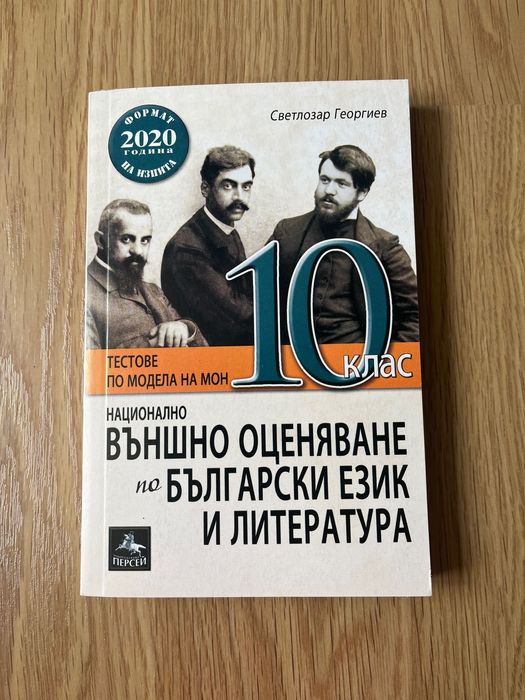 Светлозар Георгиев
ФОРМАТ
2020
година
НА ИЗПИТА
10
клас
ТЕСТОВЕ
ПО МОДЕЛА НА МОН
НАЦИОНАЛНО
ВЪНШНО ОЦЕНЯВАНЕ
по БЪЛГАРСКИ ЕЗИК
И ЛИТЕРАТУРА
ПЕРСЕЙ